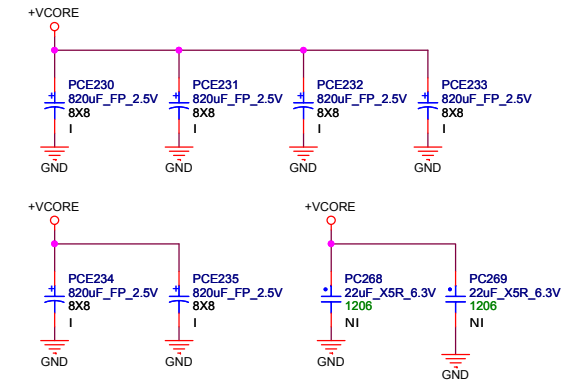 +VCORE
PCE230
820uF_FP_2.5V
8X8
I
GND
PCE231
820uF_FP_2.5V
8X8
I
GND
PCE232
820uF_FP_2.5V
8X8
I
GND
PCE233
820uF_FP_2.5V
8X8
I
GND
+VCORE
PCE234
820uF_FP_2.5V
8X8
I
GND
PCE235
820uF_FP_2.5V
8X8
I
GND
+VCORE
PC268
22uF_X5R_6.3V
1206
NI
GND
PC269
22uF_X5R_6.3V
1206
NI
GND